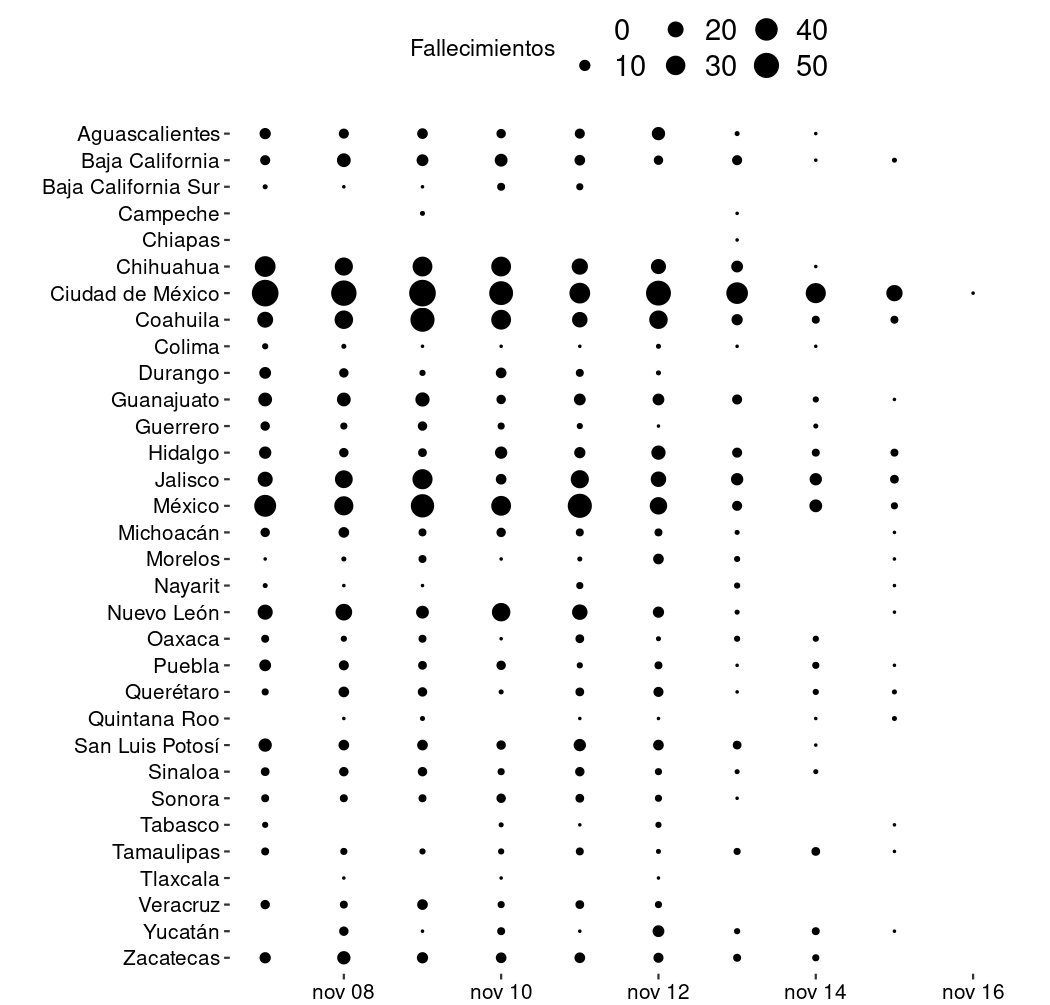 Fallecimientos
0 20 40
10 30 50
Aguascalientes
Baja California
Baja California Sur
Campeche
Chiapas
Chihuahua
Ciudad de México
Coahuila
Colima
Durango
Guanajuato
Guerrero
Hidalgo
Jalisco
México
Michoacán
Morelos
Nayarit
Nuevo León
Oaxaca
Puebla
Querétaro
Quintana Roo
San Luis Potosí
Sinaloa
Sonora
Tabasco
Tamaulipas
Tlaxcala
Veracruz
Yucatán
Zacatecas
nov 08 nov 10 nov 12 nov 14 nov 16